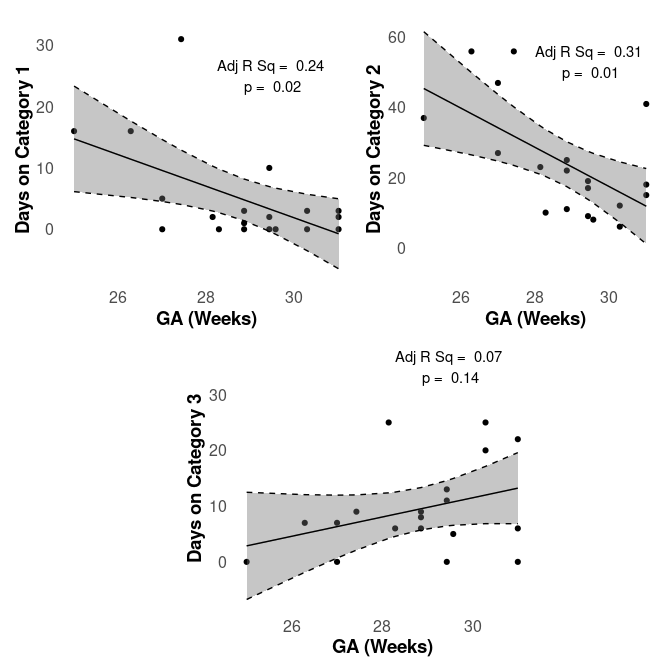 Adj R Sq = 0.24
p = 0.02
Days on Category 1
30
20
10
0
26 28 30
GA (Weeks)
Adj R Sq = 0.31
p = 0.01
Days on Category 2
60
40
20
0
26 28 30
GA (Weeks)
Adj R Sq = 0.07
p = 0.14
Days on Category 3
30
20
10
0
26 28 30
GA (Weeks)